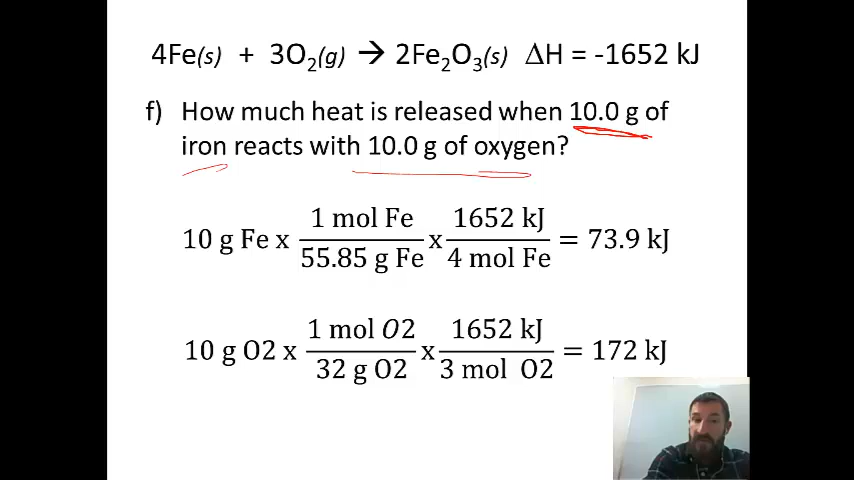 4Fe(s) + 3O₂(g) → 2Fe₂O₃(s) ΔH = -1652 kJ
f) How much heat is released when 10.0 g of
iron reacts with 10.0 g of oxygen?
10 g Fe x 1 mol Fe / 55.85 g Fe x 1652 kJ / 4 mol Fe = 73.9 kJ
10 g O2 x 1 mol O2 / 32 g O2 x 1652 kJ / 3 mol O2 = 172 kJ